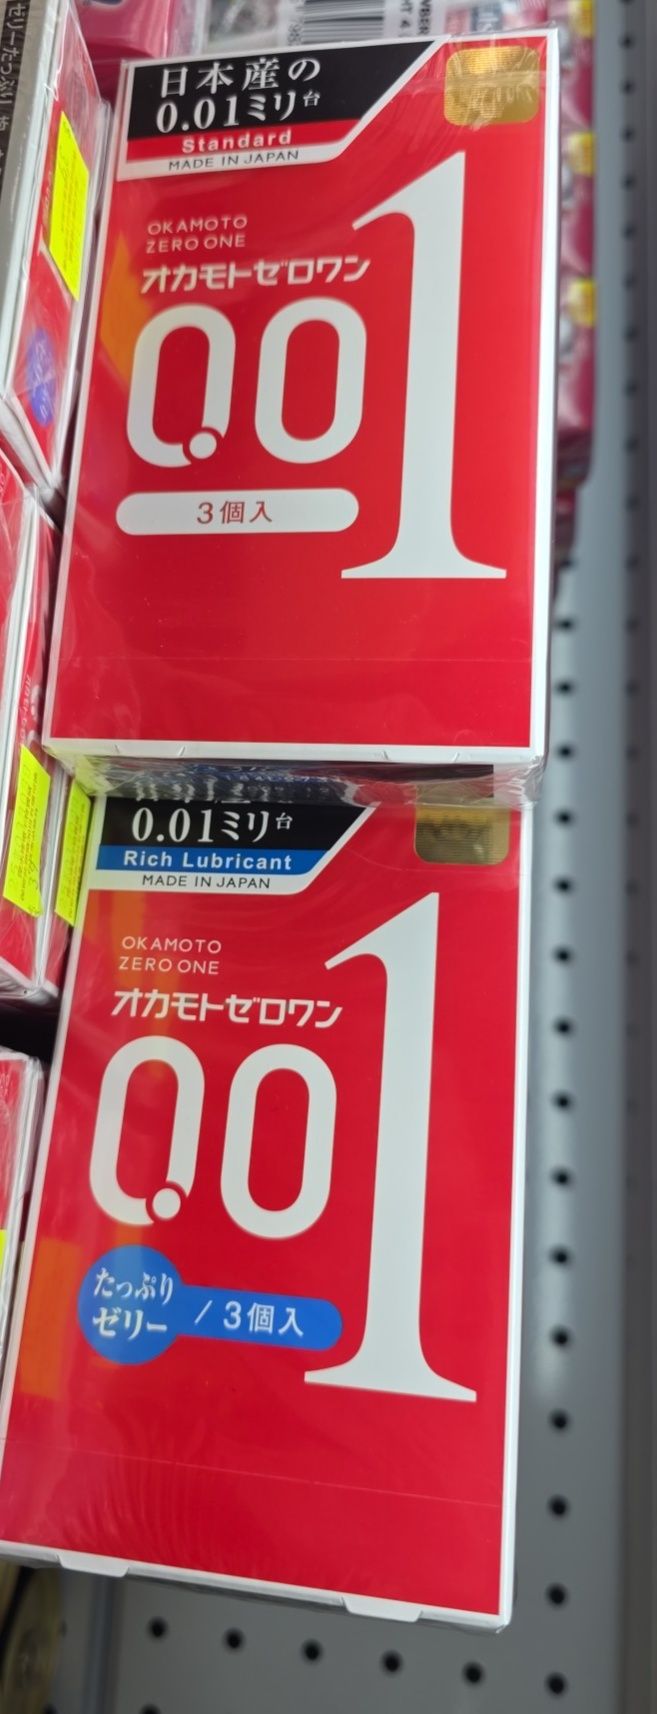 日本産の
0.01ミリ台
Standard
MADE IN JAPAN
OKAMOTO
ZERO ONE
オカモトゼロワン
0.01
3個入
0.01ミリ台
Rich Lubricant
MADE IN JAPAN
OKAMOTO
ZERO ONE
オカモトゼロワン
0.01
たっぷり
ゼリー / 3個入